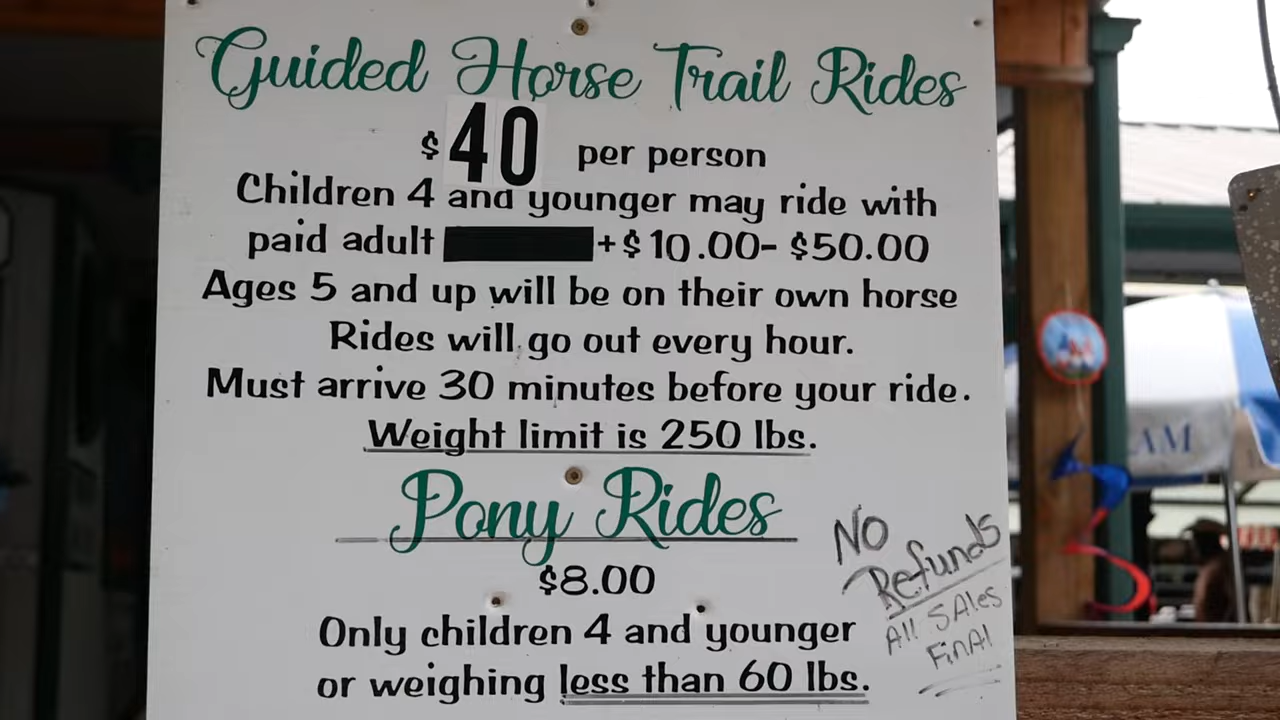 Guided Horse Trail Rides
$40 per person
Children 4 and younger may ride with
paid adult +$10.00- $50.00
Ages 5 and up will be on their own horse
Rides will go out every hour.
Must arrive 30 minutes before your ride.
Weight limit is 250 lbs.
Pony Rides
$8.00
Only children 4 and younger
or weighing less than 60 lbs.
NO
Refunds
All SAles
FinAl
AM